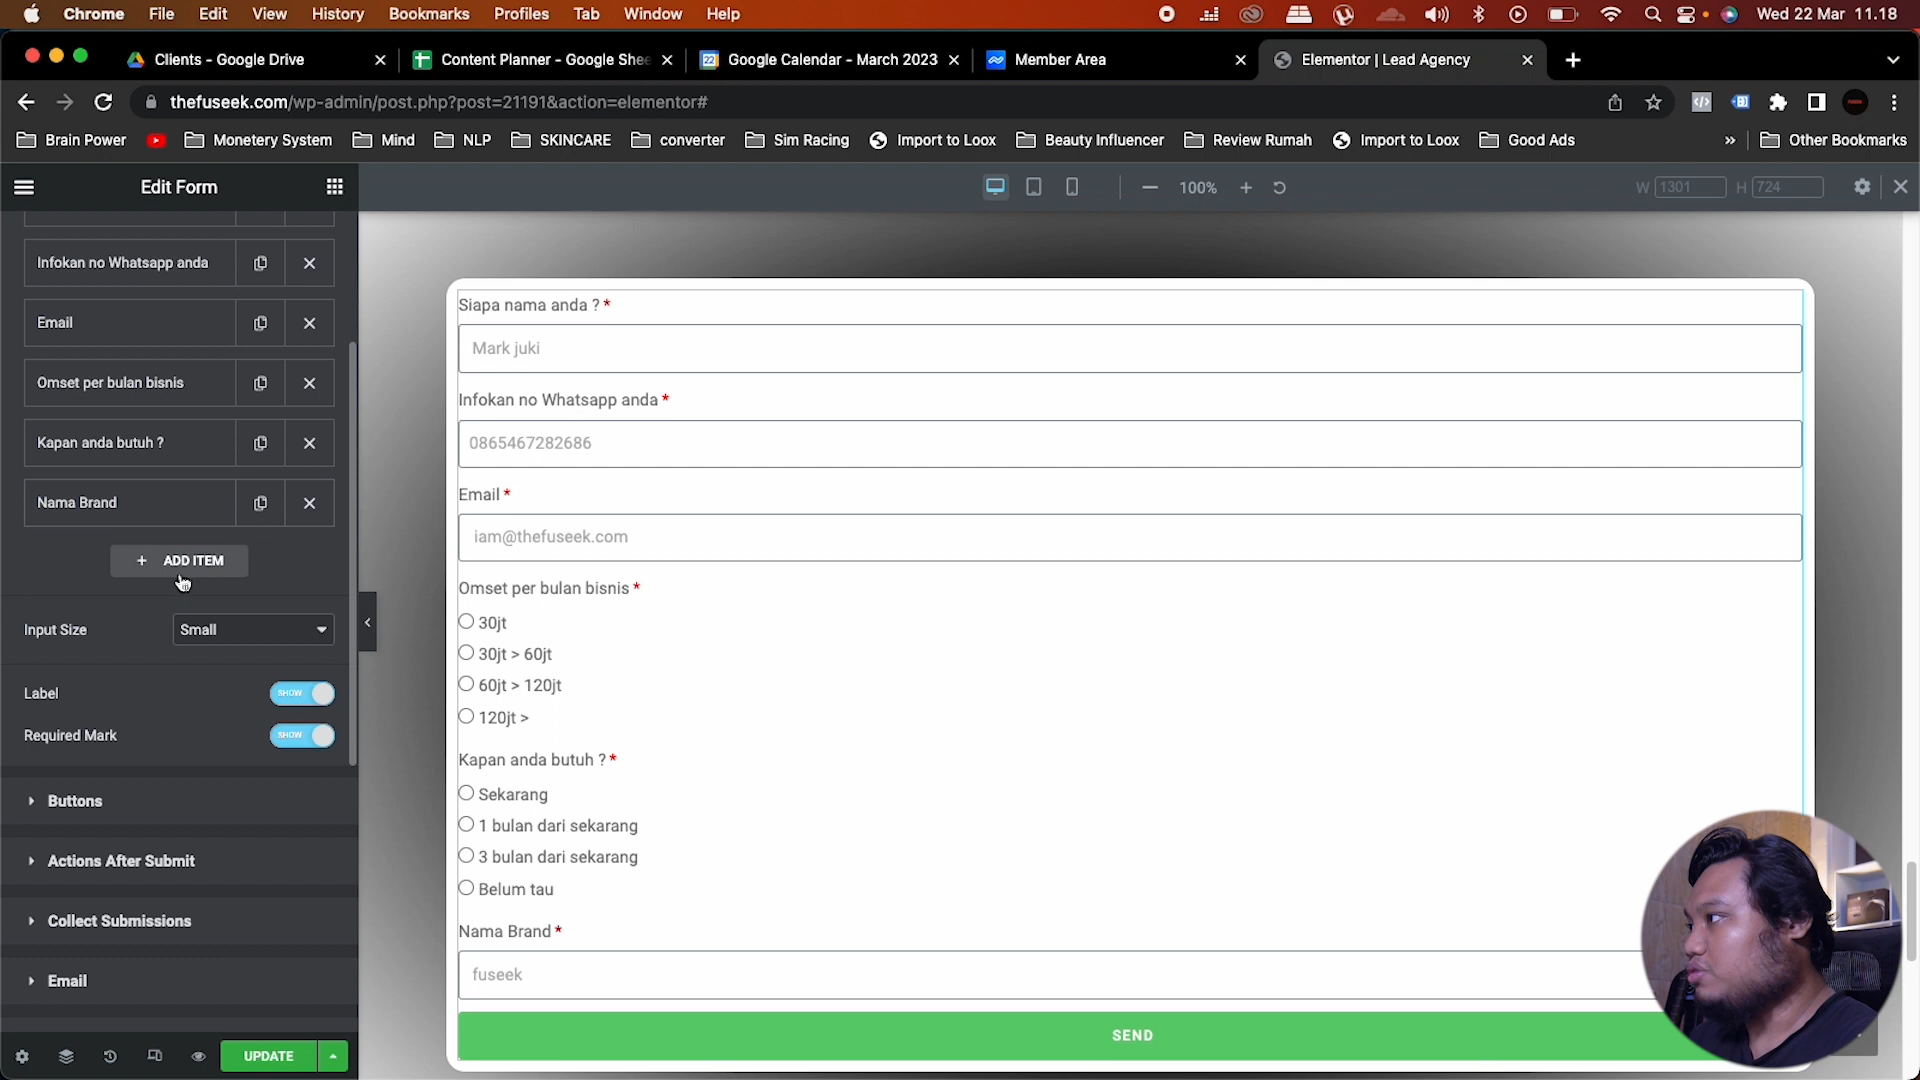 Chrome File Edit View History Bookmarks Profiles Tab Window Help Wed 22 Mar 11.18
Clients - Google Drive Content Planner - Google Shee Google Calendar - March 2023 Member Area Elementor | Lead Agency
thefuseek.com/wp-admin/post.php?post=21191&action=elementor#
Brain Power Monetery System Mind NLP SKINCARE converter Sim Racing Import to Loox Beauty Influencer Review Rumah Import to Loox Good Ads » Other Bookmarks
Edit Form 100% W 1301 H 724
Infokan no Whatsapp anda
Email
Omset per bulan bisnis
Kapan anda butuh ?
Nama Brand
+ ADD ITEM
Input Size Small
Label SHOW
Required Mark SHOW
Buttons
Actions After Submit
Collect Submissions
Email
UPDATE
Siapa nama anda ? *
Mark juki
Infokan no Whatsapp anda *
0865467282686
Email *
iam@thefuseek.com
Omset per bulan bisnis *
30jt
30jt > 60jt
60jt > 120jt
120jt >
Kapan anda butuh ? *
Sekarang
1 bulan dari sekarang
3 bulan dari sekarang
Belum tau
Nama Brand *
fuseek
SEND